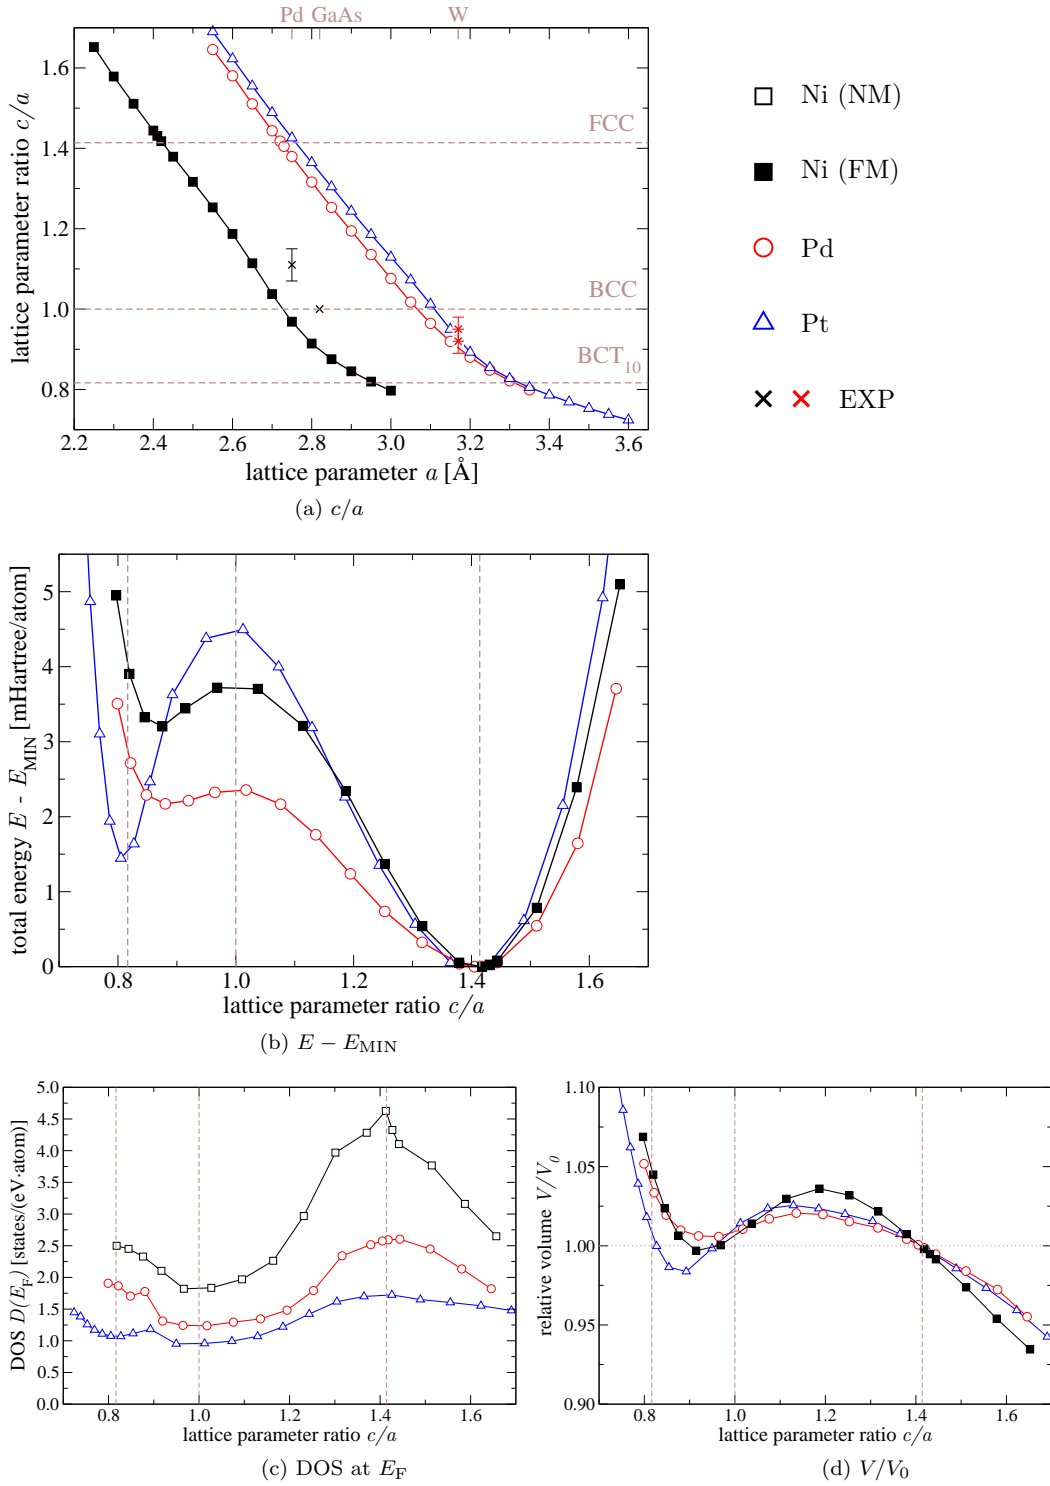 Pd GaAs W
1.6
1.4
1.2
1.0
0.8
lattice parameter ratio c/a
FCC
BCC
BCT10
2.2 2.4 2.6 2.8 3.0 3.2 3.4 3.6
lattice parameter a [Å]
(a) c/a
Ni (NM)
Ni (FM)
Pd
Pt
EXP
5
4
3
2
1
0
total energy E - EMIN [mHartree/atom]
0.8 1.0 1.2 1.4 1.6
lattice parameter ratio c/a
(b) E − EMIN
5.0
4.5
4.0
3.5
3.0
2.5
2.0
1.5
1.0
0.5
0.0
DOS D(EF) [states/(eV·atom)]
0.8 1.0 1.2 1.4 1.6
lattice parameter ratio c/a
(c) DOS at EF
1.10
1.05
1.00
0.95
0.90
relative volume V/V0
0.8 1.0 1.2 1.4 1.6
lattice parameter ratio c/a
(d) V/V0